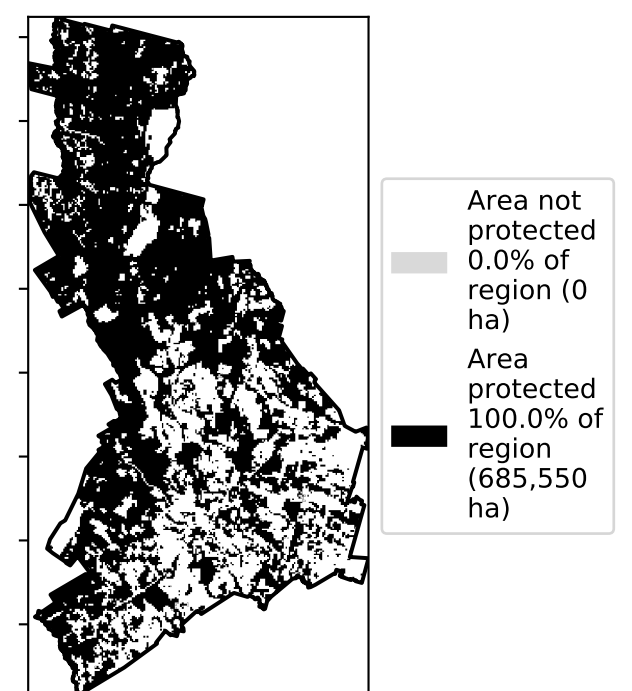 Area not
protected
0.0% of
region (0
ha)
Area
protected
100.0% of
region
(685,550
ha)